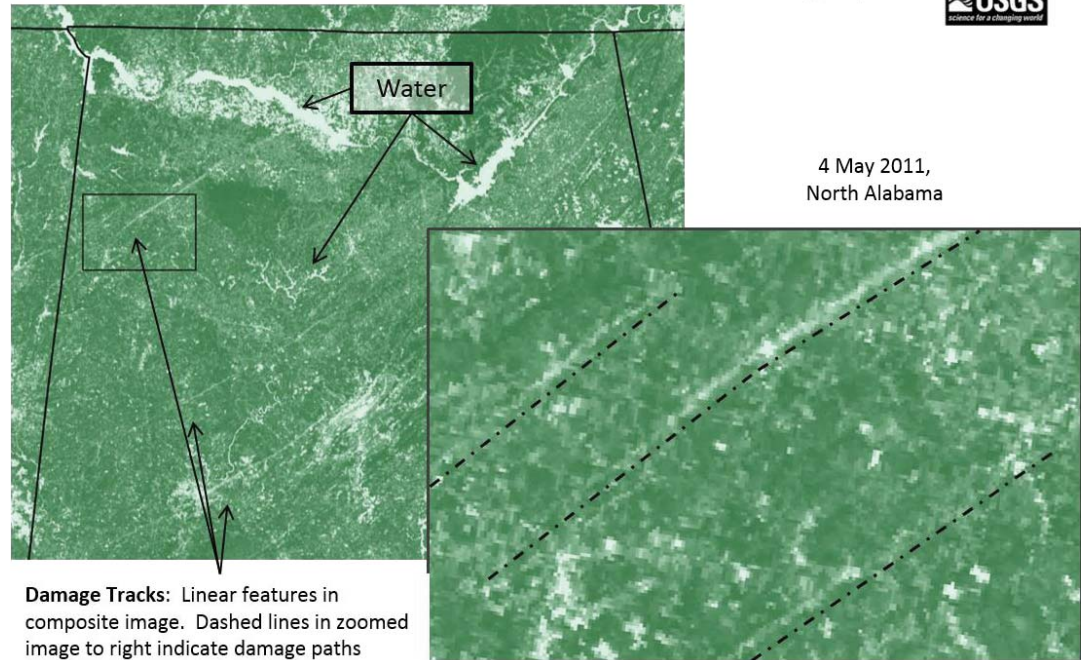 USGS
science for a changing world
Water
4 May 2011,
North Alabama
Damage Tracks: Linear features in
composite image. Dashed lines in zoomed
image to right indicate damage paths